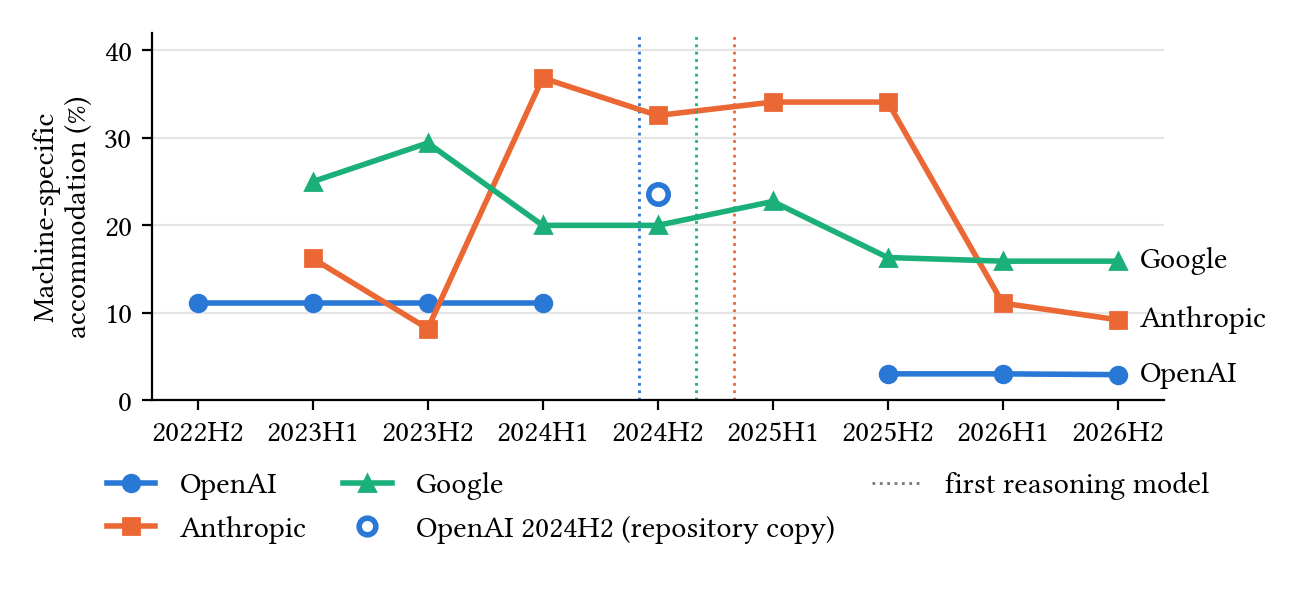 Machine-specific
accommodation (%)
40
30
20
10
0
2022H2 2023H1 2023H2 2024H1 2024H2 2025H1 2025H2 2026H1 2026H2
Google
Anthropic
OpenAI
OpenAI Google first reasoning model
Anthropic OpenAI 2024H2 (repository copy)